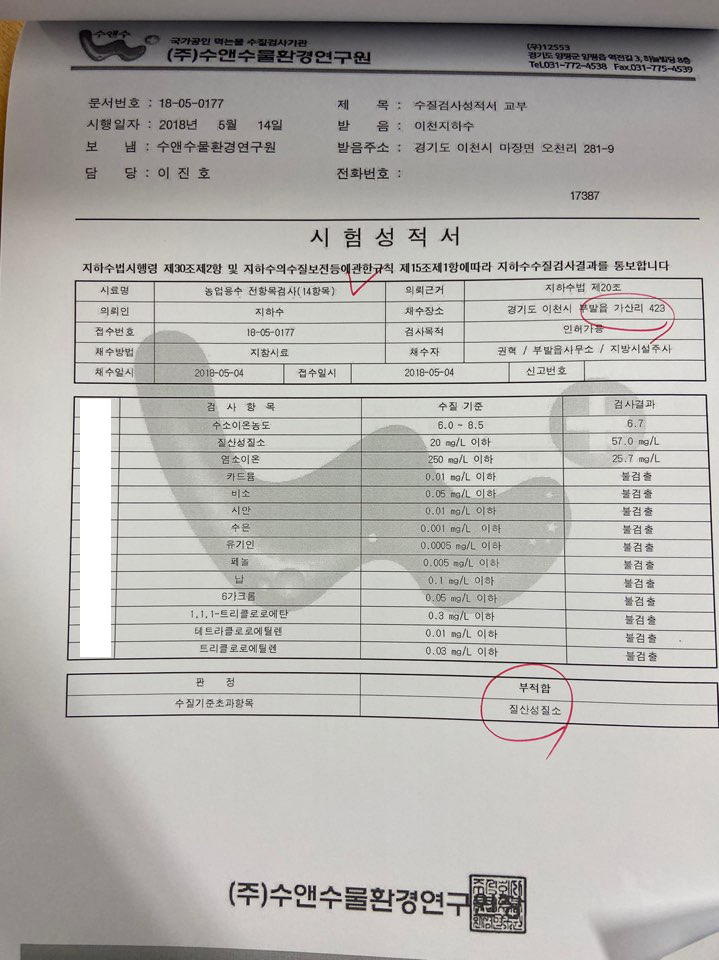 수앤수
국가공인 먹는물 수질검사기관
(주)수앤수물환경연구원
(우)12553
경기도 양평군 양평읍 역전길 3, 하늘빌딩 8층
Tel.031-772-4538 Fax.031-775-4539
문서번호 : 18-05-0177 제 목 : 수질검사성적서 교부
시행일자 : 2018년 5월 14일 받 음 : 이천지하수
보 냄 : 수앤수물환경연구원 받음주소 : 경기도 이천시 마장면 오천리 281-9
담 당 : 이 진 호 전화번호 :
17387
시 험 성 적 서
지하수법시행령 제30조제2항 및 지하수의수질보전등에관한규칙 제15조제1항에따라 지하수수질검사결과를 통보합니다
시료명 농업용수 전항목검사(14항목) 의뢰근거 지하수법 제20조
의뢰인 지하수 채수장소 경기도 이천시 부발읍 가산리 423
접수번호 18-05-0177 검사목적 인허가용
채수방법 지참시료 채수자 권혁 / 부발읍사무소 / 지방시설주사
채수일시 2018-05-04 접수일시 2018-05-04 신고번호
검 사 항 목 수질 기준 검사결과
수소이온농도 6.0 ~ 8.5 6.7
질산성질소 20 mg/L 이하 57.0 mg/L
염소이온 250 mg/L 이하 25.7 mg/L
카드뮴 0.01 mg/L 이하 불검출
비소 0.05 mg/L 이하 불검출
시안 0.01 mg/L 이하 불검출
수은 0.001 mg/L 이하 불검출
유기인 0.0005 mg/L 이하 불검출
페놀 0.005 mg/L 이하 불검출
납 0.1 mg/L 이하 불검출
6가크롬 0.05 mg/L 이하 불검출
1,1,1-트리클로로에탄 0.3 mg/L 이하 불검출
테트라클로로에틸렌 0.01 mg/L 이하 불검출
트리클로로에틸렌 0.03 mg/L 이하 불검출
판 정 부적합
수질기준초과항목 질산성질소
(주)수앤수물환경연구원장